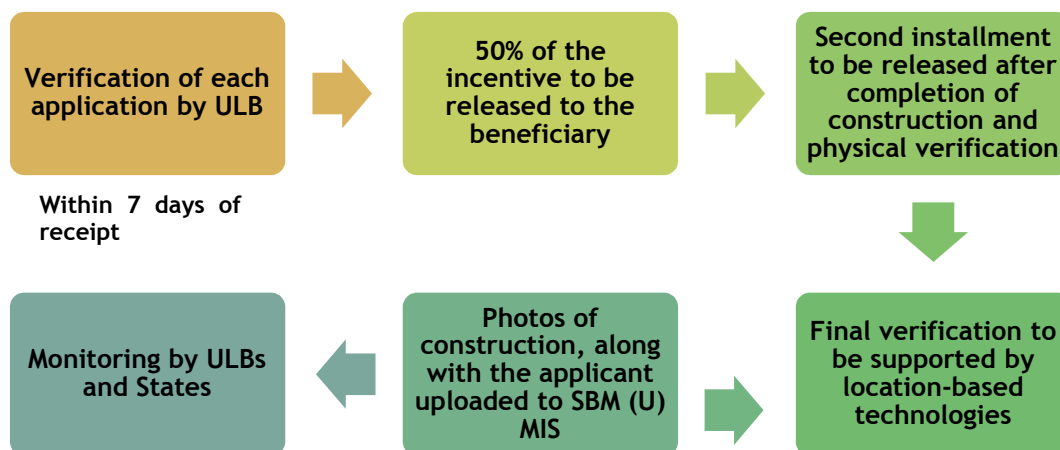 Verification of each
application by ULB
Within 7 days of
receipt
50% of the
incentive to be
released to the
beneficiary
Second installment
to be released after
completion of
construction and
physical verification
Final verification to
be supported by
location-based
technologies
Photos of
construction, along
with the applicant
uploaded to SBM (U)
MIS
Monitoring by ULBs
and States